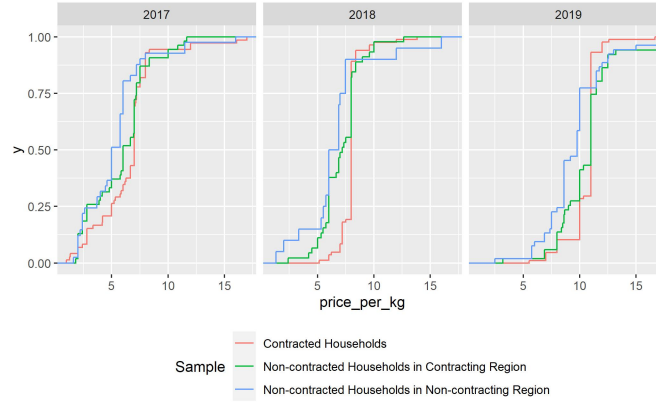 2017 2018 2019
1.00
0.75
0.50
0.25
0.00
y
5 10 15 5 10 15 5 10 15
price_per_kg
Sample
Contracted Households
Non-contracted Households in Contracting Region
Non-contracted Households in Non-contracting Region